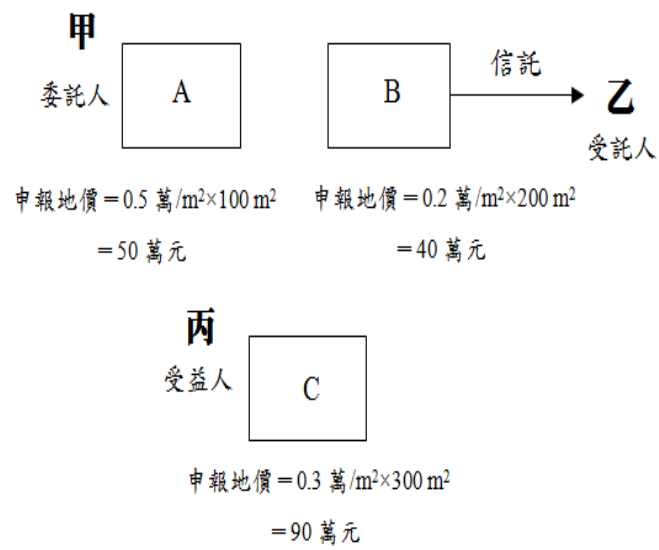 甲
委託人
A
B
信託
乙
受託人
申報地價=0.5 萬/m²×100 m²
=50 萬元
申報地價=0.2 萬/m²×200 m²
=40 萬元
丙
受益人
C
申報地價=0.3 萬/m²×300 m²
=90 萬元